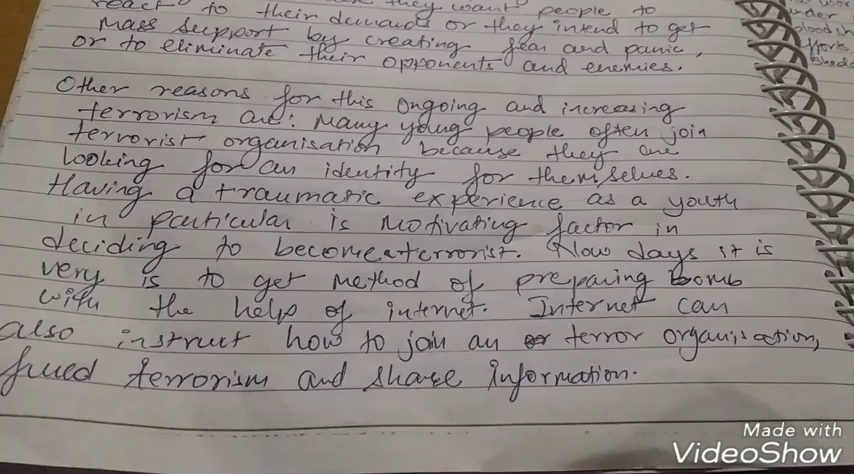 react to their demands or they want people to
mass support by creating fear and panic,
or to eliminate their opponents and enemies.
Other reasons for this ongoing and increasing
terrorism are: Many young people often join
terrorist organisation because they are
looking for an identity for themselves.
Having a traumatic experience as a youth
in particular is motivating factor in
deciding to become a terrorist. Now days it is
very is to get method of preparing bomb
with the help of internet. Internet can
also instruct how to join an terror organisation,
fund terrorism and share information.
under
Made with
VideoShow